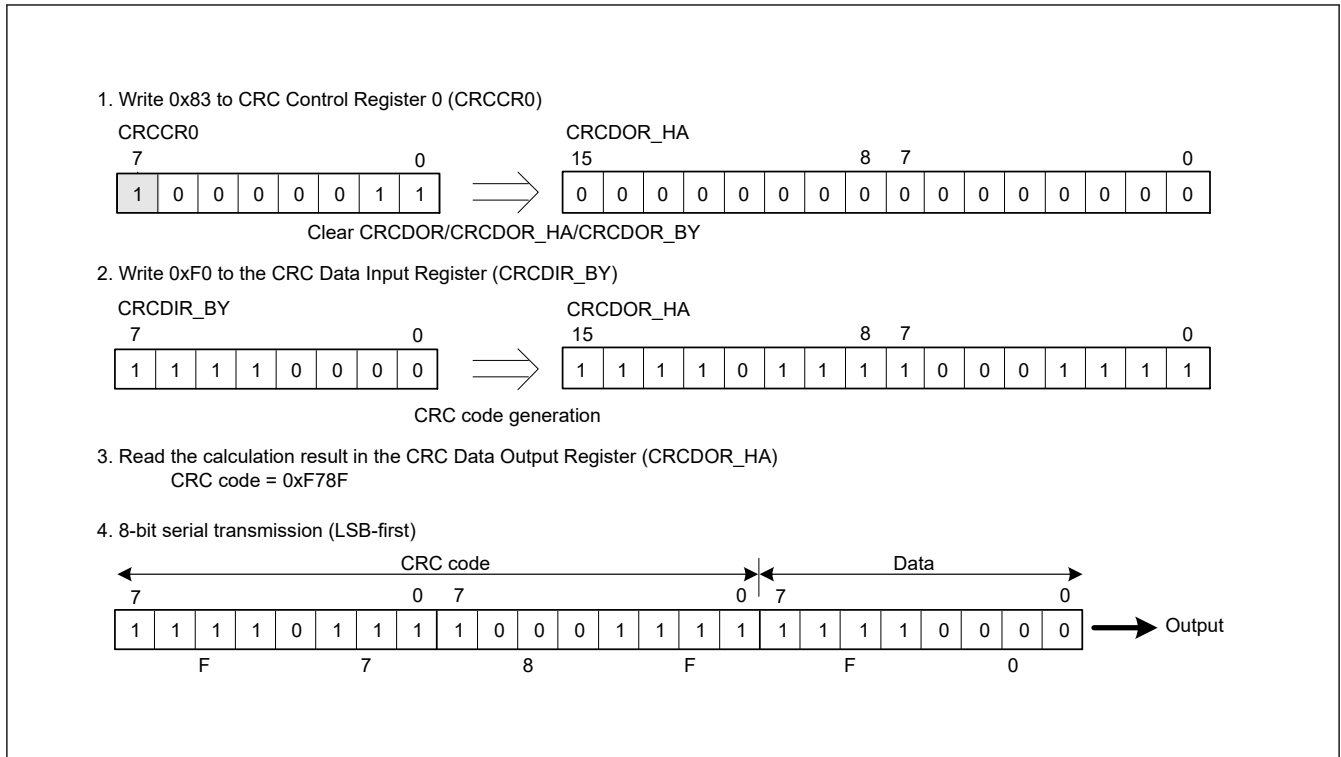 1. Write 0x83 to CRC Control Register 0 (CRCCR0)
CRCCR0 CRCDOR_HA
7 0 15 8 7 0
1 0 0 0 0 0 1 1 0 0 0 0 0 0 0 0 0 0 0 0 0 0 0 0
Clear CRCDOR/CRCDOR_HA/CRCDOR_BY
2. Write 0xF0 to the CRC Data Input Register (CRCDIR_BY)
CRCDIR_BY CRCDOR_HA
7 0 15 8 7 0
1 1 1 1 0 0 0 0 1 1 1 1 0 1 1 1 1 0 0 0 1 1 1 1
CRC code generation
3. Read the calculation result in the CRC Data Output Register (CRCDOR_HA)
CRC code = 0xF78F
4. 8-bit serial transmission (LSB-first)
CRC code Data
7 0 7 0 7 0
1 1 1 1 0 1 1 1 1 0 0 0 1 1 1 1 1 1 1 1 0 0 0 0 Output
F 7 8 F F 0